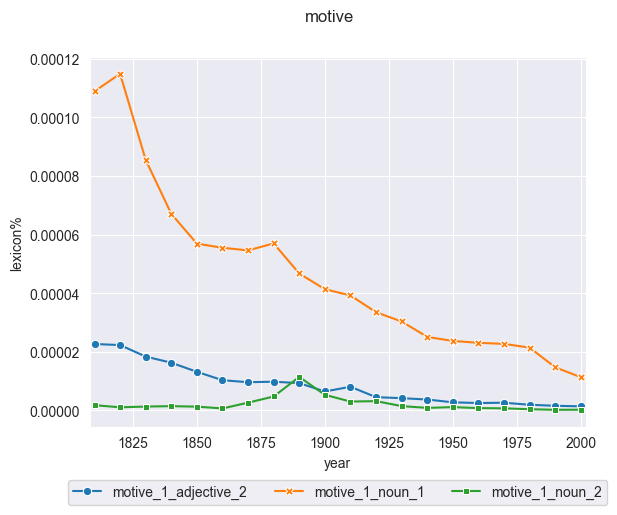 motive
0.00012
0.00010
0.00008
0.00006
0.00004
0.00002
0.00000
lexicon%
1825 1850 1875 1900 1925 1950 1975 2000
year
motive_1_adjective_2 motive_1_noun_1 motive_1_noun_2